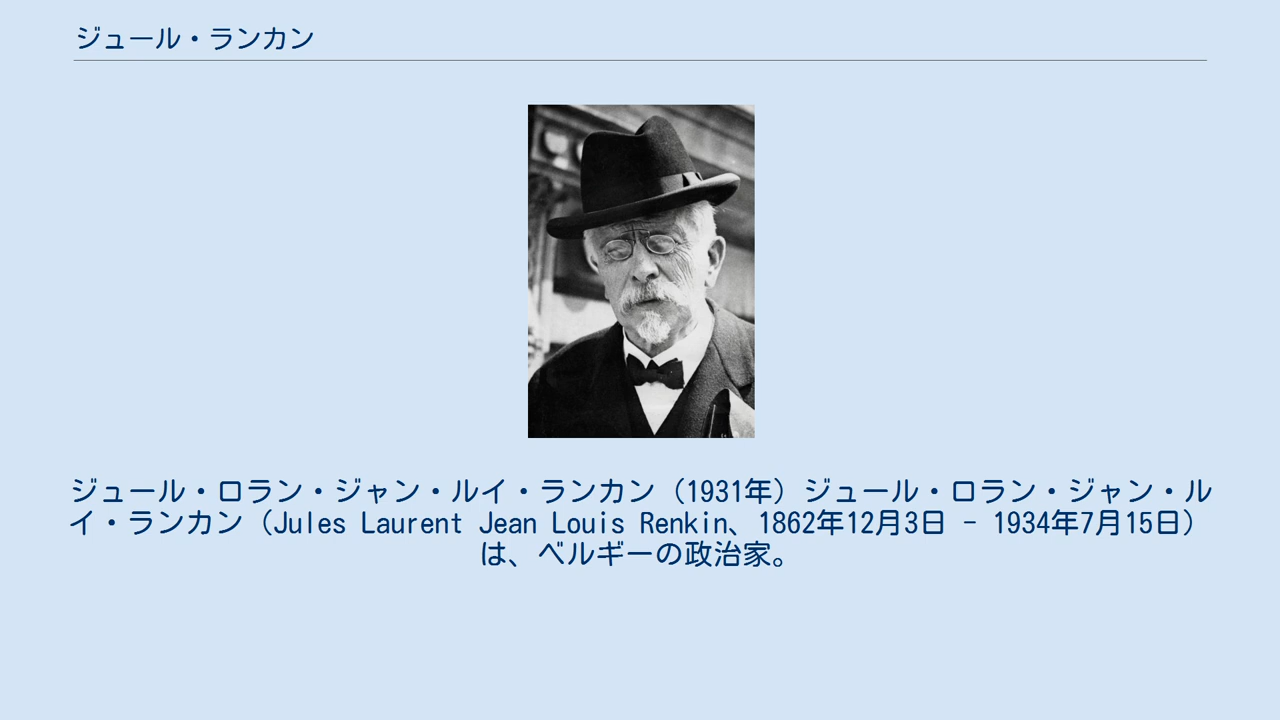 ジュール・ランカン
ジュール・ロラン・ジャン・ルイ・ランカン（1931年）ジュール・ロラン・ジャン・ル
イ・ランカン（Jules Laurent Jean Louis Renkin、1862年12月3日 - 1934年7月15日）
は、ベルギーの政治家。